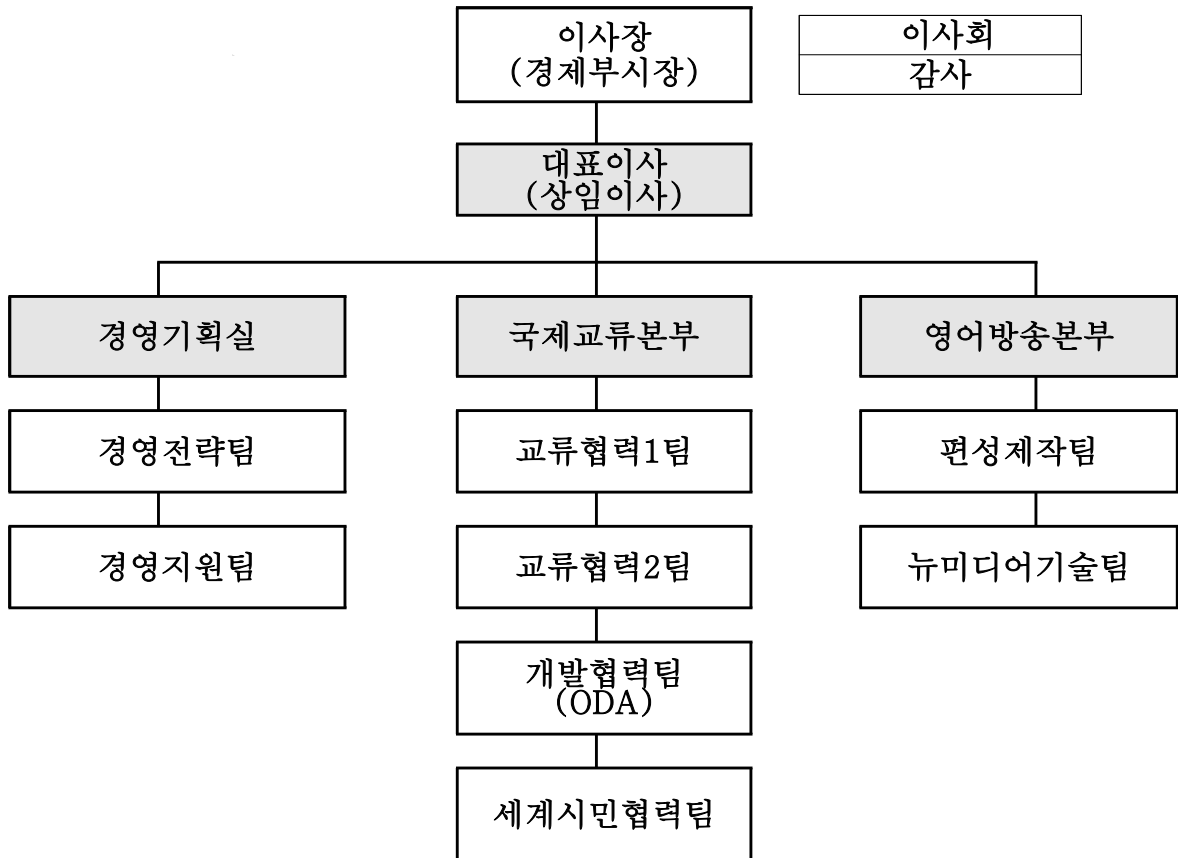 이사장
(경제부시장)
이사회
감사
대표이사
(상임이사)
경영기획실
국제교류본부
영어방송본부
경영전략팀
교류협력1팀
편성제작팀
경영지원팀
교류협력2팀
뉴미디어기술팀
개발협력팀
(ODA)
세계시민협력팀